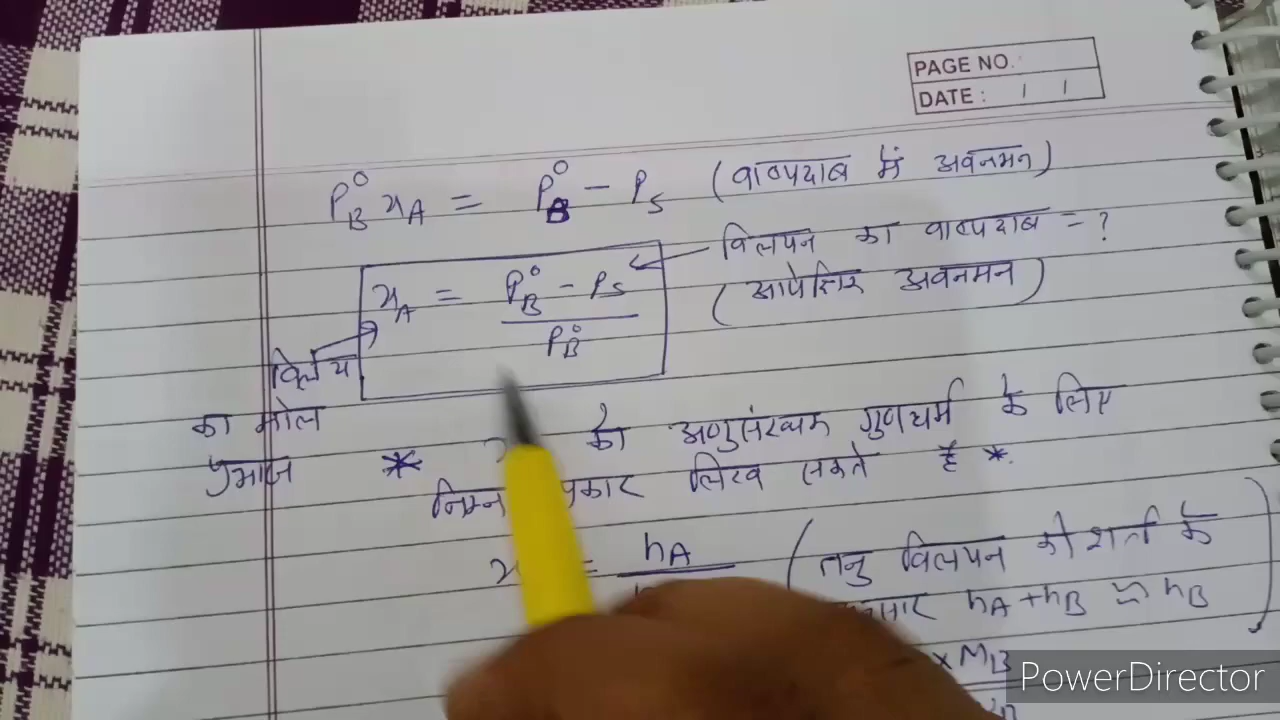 PAGE NO.
DATE : / /
P°B xA = P°B - Ps (वाष्पदाब में अवनमन)
विलयन का वाष्पदाब = ?
xA = P°B - Ps / P°B (आपेक्षिर अवनमन)
विलेय
का मोल
प्रभाज
* को अणुसंख्यक गुणधर्म के लिए
निम्न प्रकार लिख सकते है *.
= nA (तनु विलयन की शर्त के
nA + nB ≈ nB)
x MB
PowerDirector